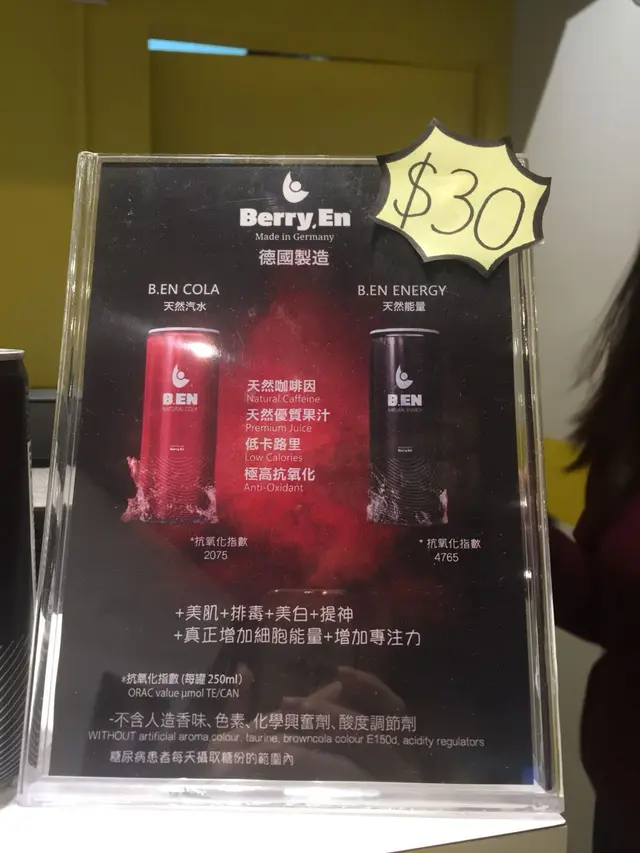 $30
Berry.En
Made in Germany
德國製造
B.EN COLA
天然汽水
B.EN ENERGY
天然能量
B.EN
NATURAL COLA
B.EN
NATURAL ENERGY
天然咖啡因
Natural Caffeine
天然優質果汁
Premium Juice
低卡路里
Low Calories
極高抗氧化
Anti-Oxidant
*抗氧化指數
2075
* 抗氧化指數
4765
+美肌+排毒+美白+提神
+真正增加細胞能量+增加專注力
*抗氧化指數 (每罐 250ml)
ORAC value µmol TE/CAN
-不含人造香味、色素、化學興奮劑、酸度調節劑
WITHOUT artificial aroma,colour, taurine, browncola colour E150d, acidity regulators
糖尿病患者每天攝取糖份的範圍內